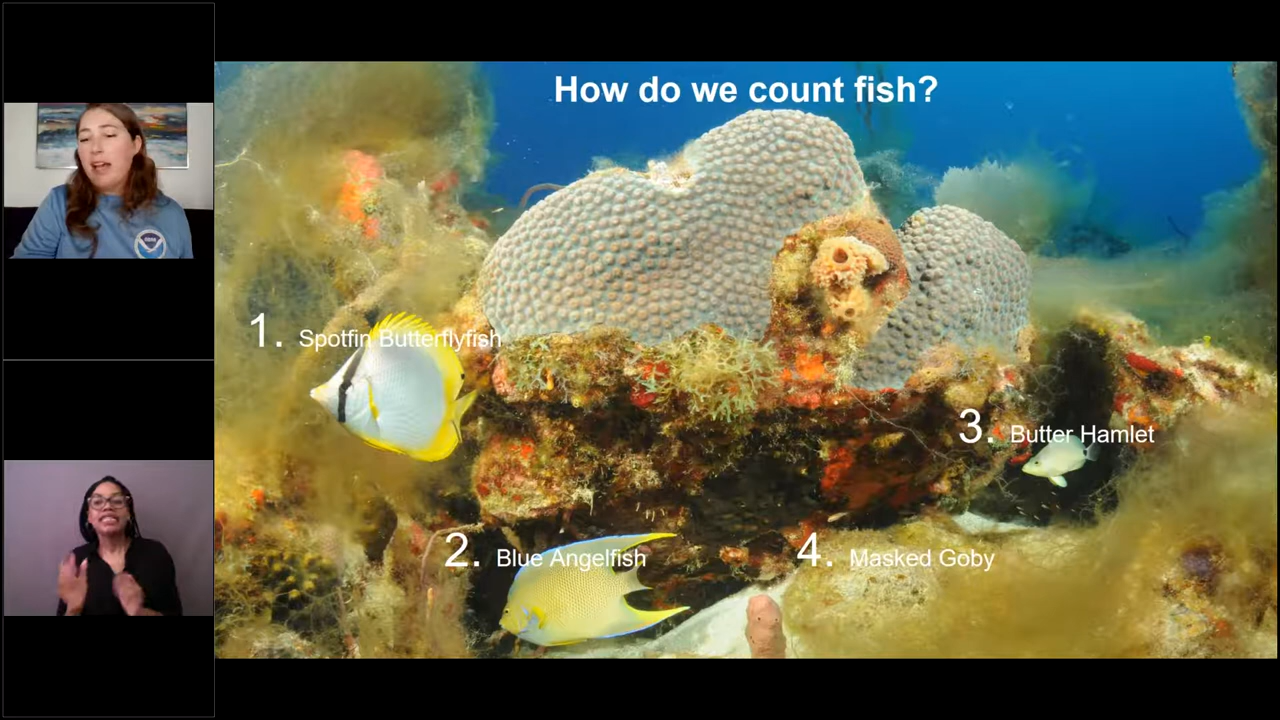 How do we count fish?
1. Spotfin Butterflyfish
3. Butter Hamlet
2. Blue Angelfish
4. Masked Goby